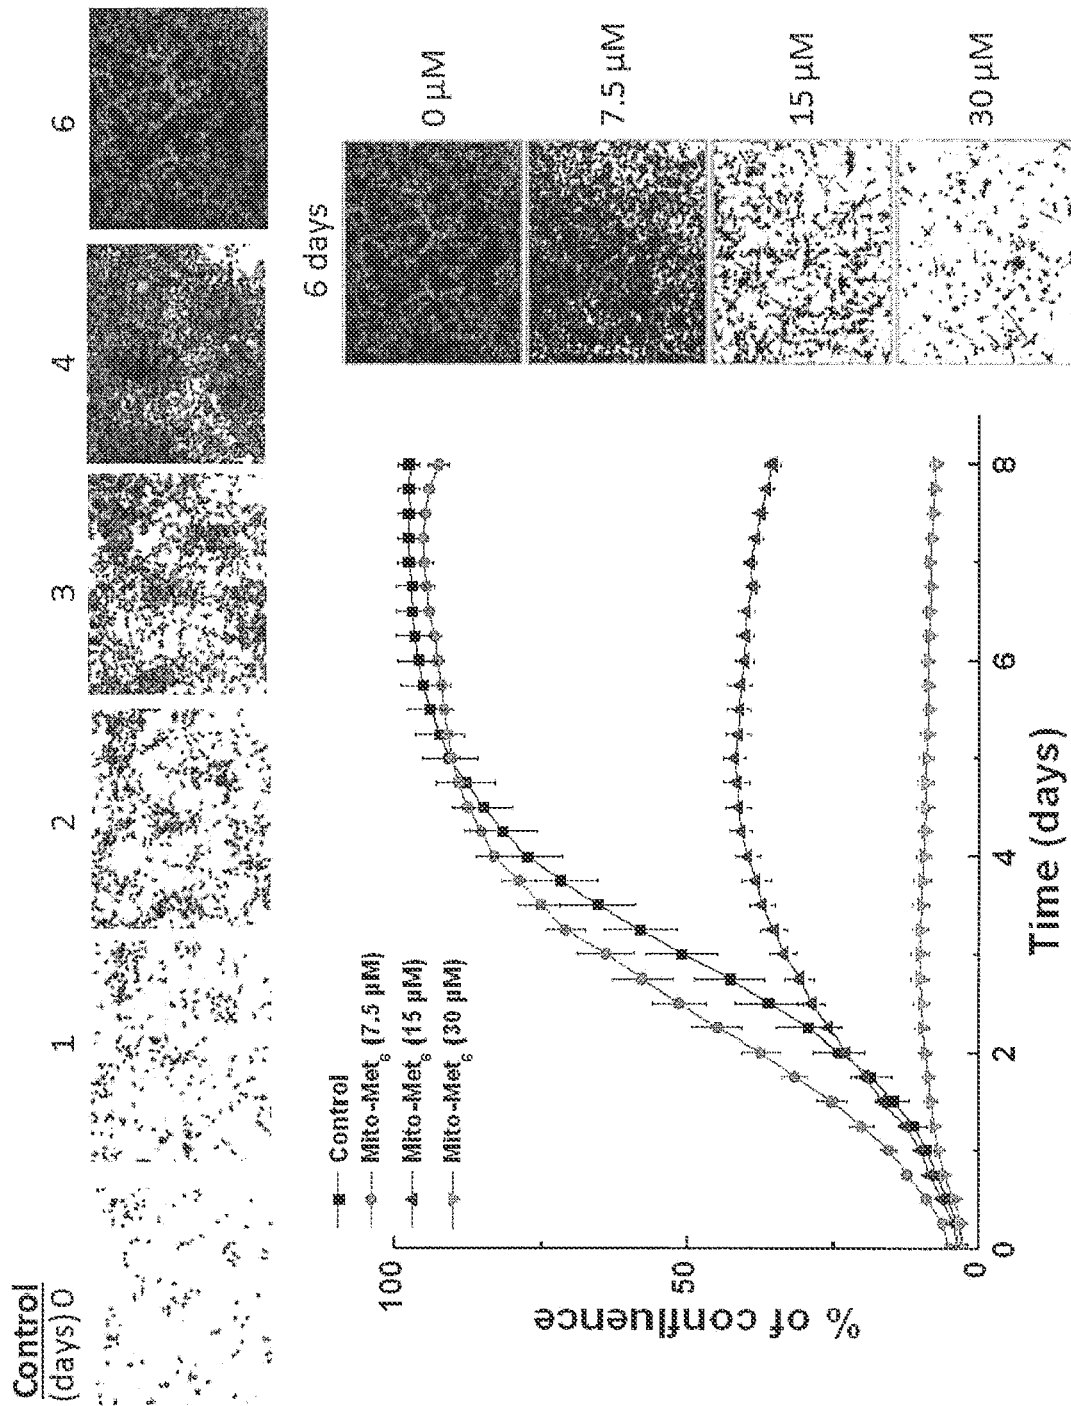 Control
(days) 0 1 2 3 4 6
% of confluence
100
50
0
Control
Mito-Met6 (7.5 µM)
Mito-Met6 (15 µM)
Mito-Met6 (30 µM)
0 2 4 6 8
Time (days)
6 days
0 µM
7.5 µM
15 µM
30 µM